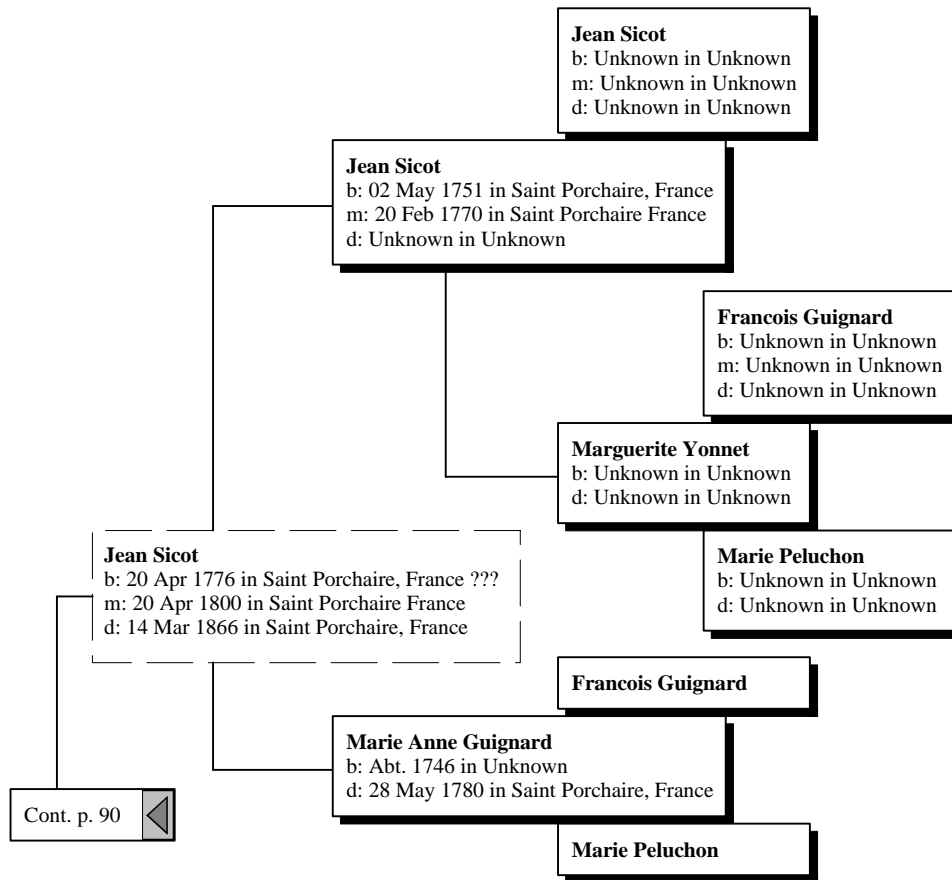 Jean Sicot
b: Unknown in Unknown
m: Unknown in Unknown
d: Unknown in Unknown
Jean Sicot
b: 02 May 1751 in Saint Porchaire, France
m: 20 Feb 1770 in Saint Porchaire France
d: Unknown in Unknown
Francois Guignard
b: Unknown in Unknown
m: Unknown in Unknown
d: Unknown in Unknown
Marguerite Yonnet
b: Unknown in Unknown
d: Unknown in Unknown
Marie Peluchon
b: Unknown in Unknown
d: Unknown in Unknown
Jean Sicot
b: 20 Apr 1776 in Saint Porchaire, France ???
m: 20 Apr 1800 in Saint Porchaire France
d: 14 Mar 1866 in Saint Porchaire, France
Francois Guignard
Marie Anne Guignard
b: Abt. 1746 in Unknown
d: 28 May 1780 in Saint Porchaire, France
Marie Peluchon
Cont. p. 90